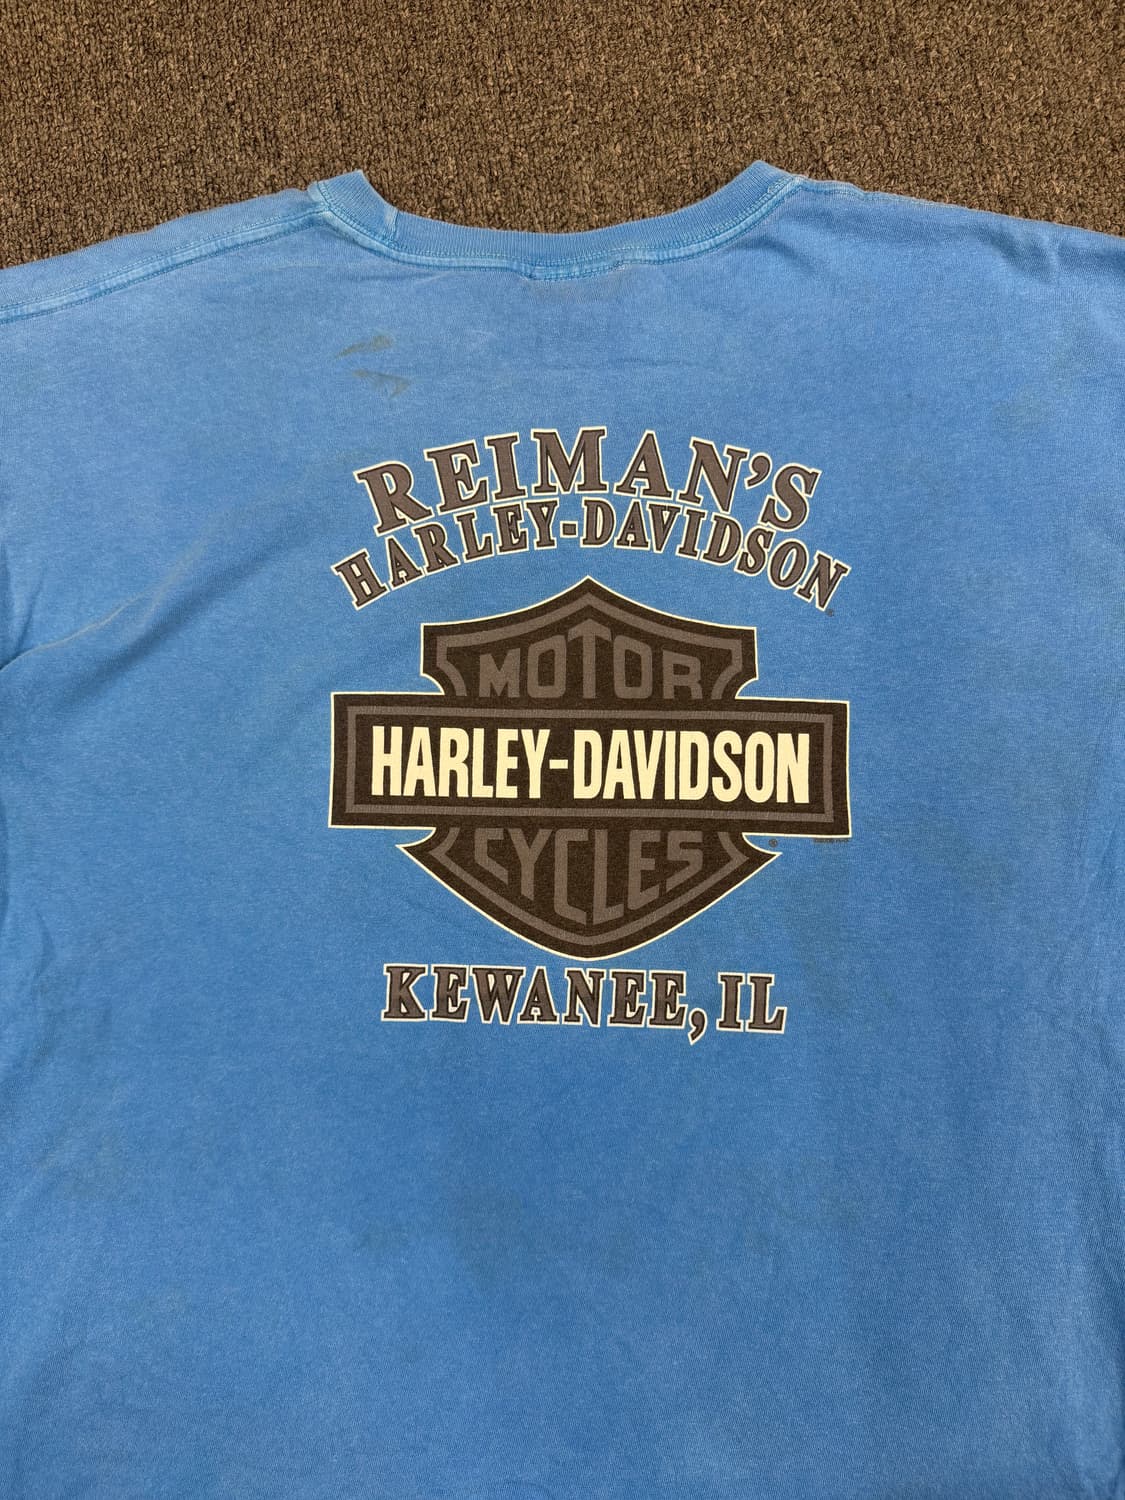 REIMAN'S
HARLEY-DAVIDSON
MOTOR
HARLEY-DAVIDSON
CYCLES
®
KEWANEE, IL